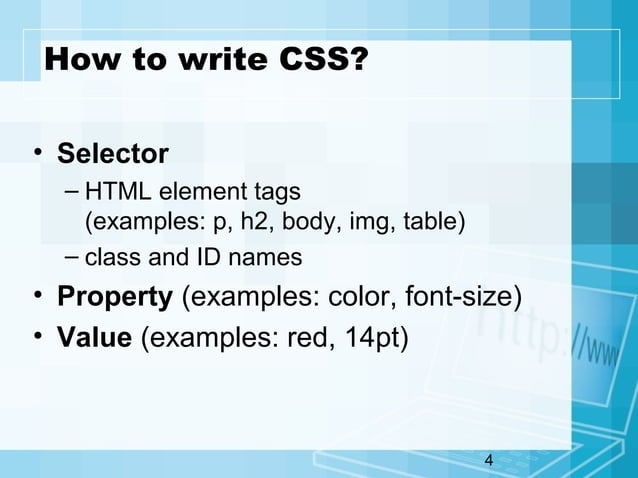 How to write CSS?
• Selector
– HTML element tags
(examples: p, h2, body, img, table)
– class and ID names
• Property (examples: color, font-size)
• Value (examples: red, 14pt)
http://www
4